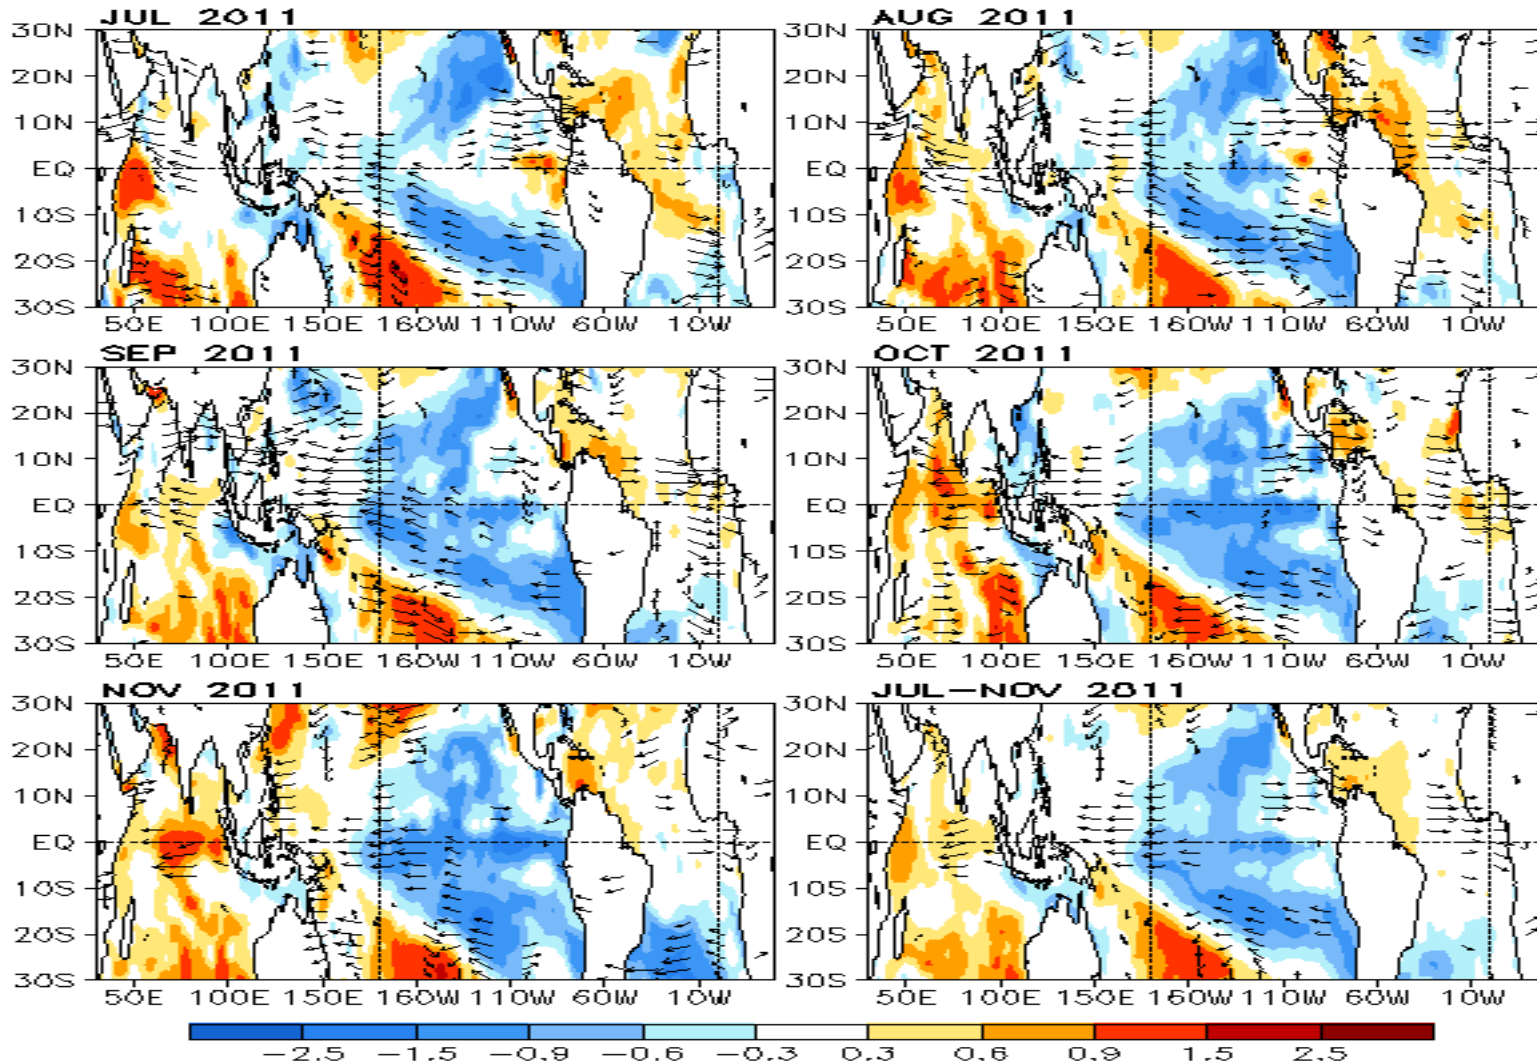 JUL 2011 AUG 2011
30N 30N
20N 20N
10N 10N
EQ EQ
10S 10S
20S 20S
30S 30S
50E 100E 150E 160W 110W 60W 10W 50E 100E 150E 160W 110W 60W 10W
SEP 2011 OCT 2011
30N 30N
20N 20N
10N 10N
EQ EQ
10S 10S
20S 20S
30S 30S
50E 100E 150E 160W 110W 60W 10W 50E 100E 150E 160W 110W 60W 10W
NOV 2011 JUL-NOV 2011
30N 30N
20N 20N
10N 10N
EQ EQ
10S 10S
20S 20S
30S 30S
50E 100E 150E 160W 110W 60W 10W 50E 100E 150E 160W 110W 60W 10W
-2.5 -1.5 -0.9 -0.6 -0.3 0.3 0.6 0.9 1.5 2.5